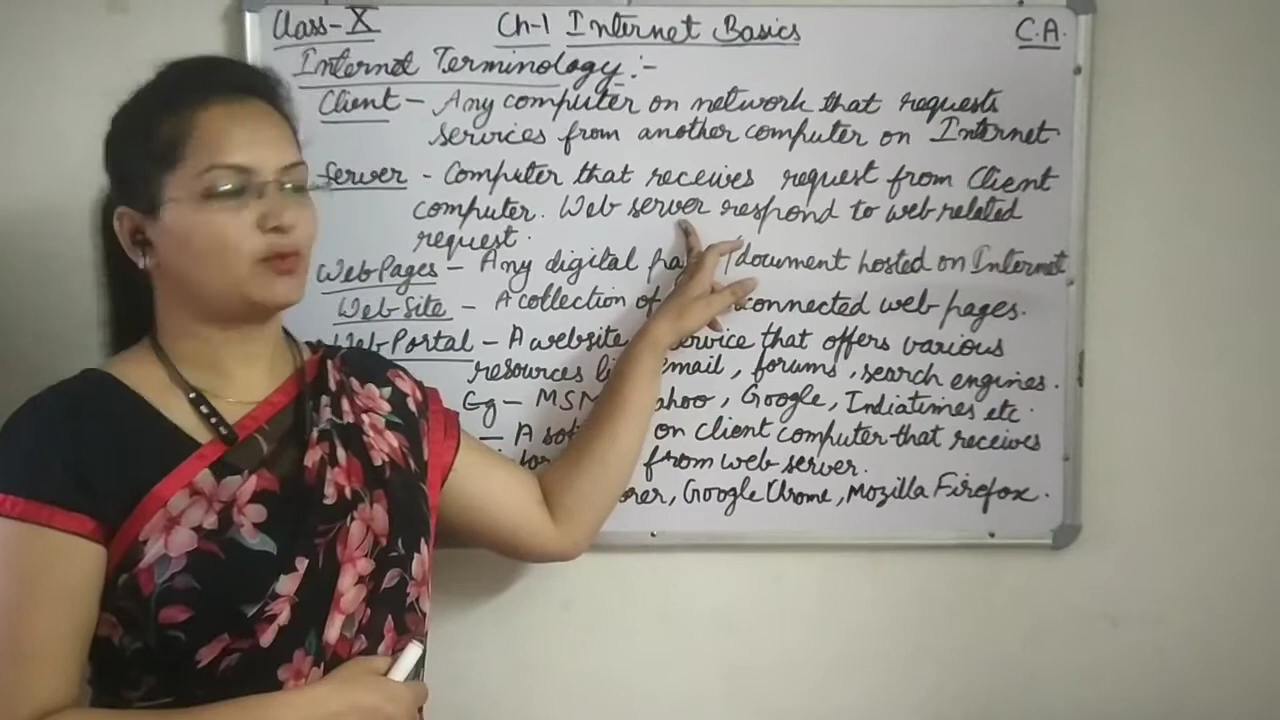 Class-X Ch-1 Internet Basics C.A.
Internet Terminology:-
Client - Any computer on network that requests
services from another computer on Internet
Server - Computer that receives request from Client
computer. Web server respond to web related
request.
Web Pages - Any digital /document hosted on Internet
Web Site - A collection of connected web pages.
Web Portal - A website service that offers various
resources email, forums, search engines.
Eg - MSN, Google, Indiatimes etc.
- A on client computer that receives
from web server.
, Google Chrome, Mozilla Firefox.